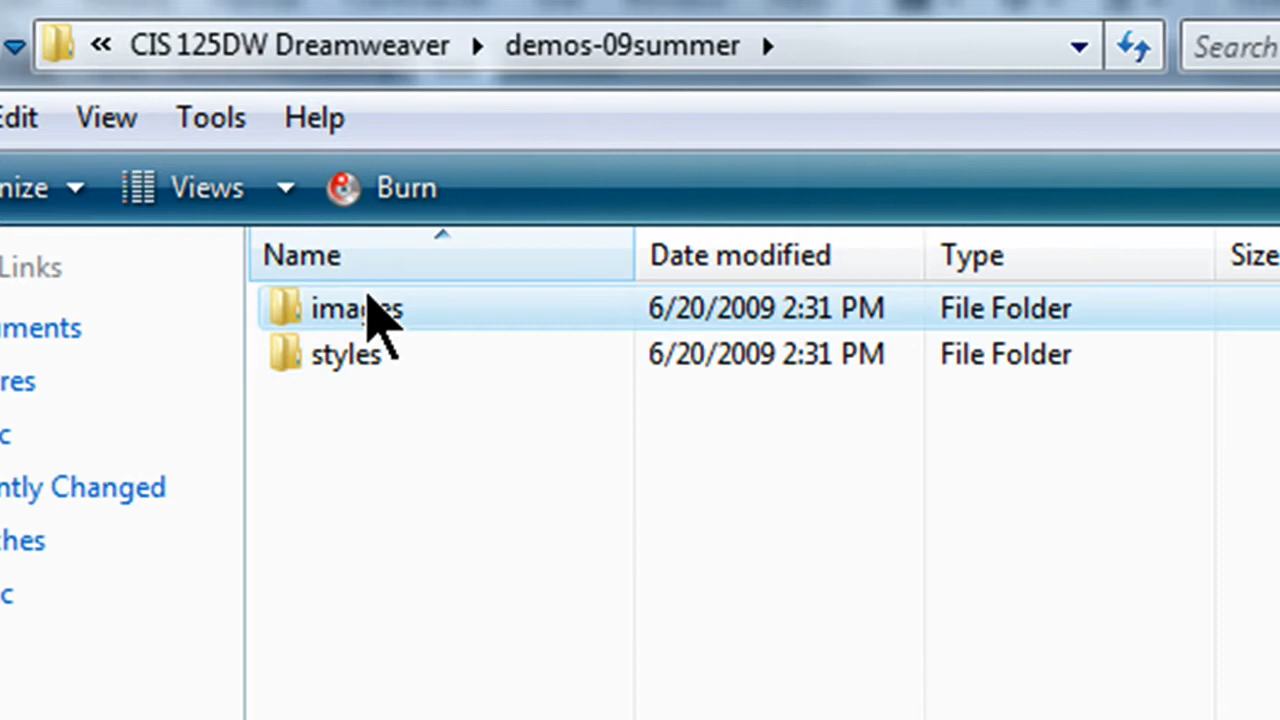 « CIS 125DW Dreamweaver demos-09summer Search
Edit View Tools Help
nize Views Burn
Links
Name Date modified Type Size
images 6/20/2009 2:31 PM File Folder
uments
styles 6/20/2009 2:31 PM File Folder
res
c
ntly Changed
hes
c